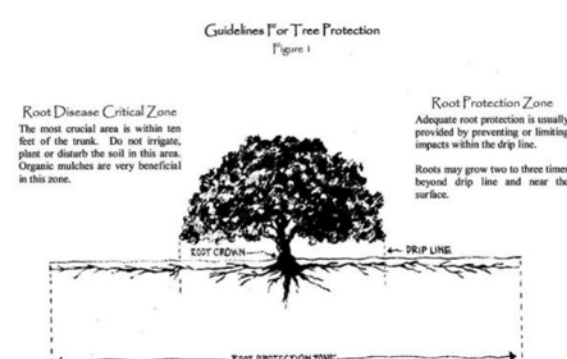 Guidelines For Tree Protection
Figure 1
Root Disease Critical Zone
The most crucial area is within ten
feet of the trunk. Do not irrigate,
plant or disturb the soil in this area.
Organic mulches are very beneficial
in this zone.
Root Protection Zone
Adequate root protection is usually
provided by preventing or limiting
impacts within the drip line.
Roots may grow two to three times
beyond drip line and near the
surface.
ROOT CROWN
DRIP LINE
ROOT PROTECTION ZONE